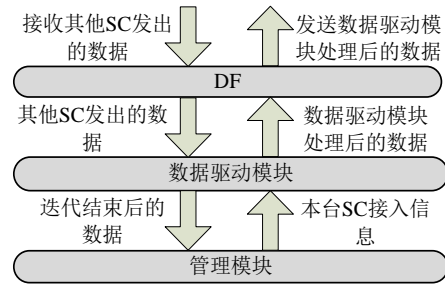 接收其他SC发出
的数据
发送数据驱动模
块处理后的数据
DF
其他SC发出的数
据
数据驱动模块
处理后的数据
数据驱动模块
迭代结束后的
数据
本台SC接入信
息
管理模块